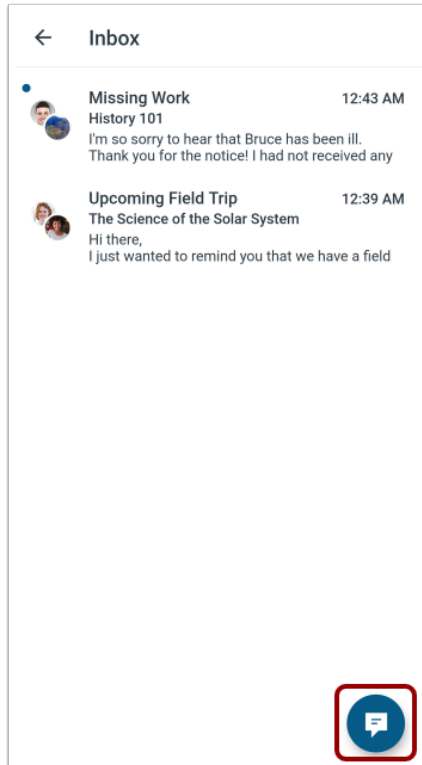 Inbox
Missing Work 12:43 AM
History 101
I'm so sorry to hear that Bruce has been ill.
Thank you for the notice! I had not received any
Upcoming Field Trip 12:39 AM
The Science of the Solar System
Hi there,
I just wanted to remind you that we have a field